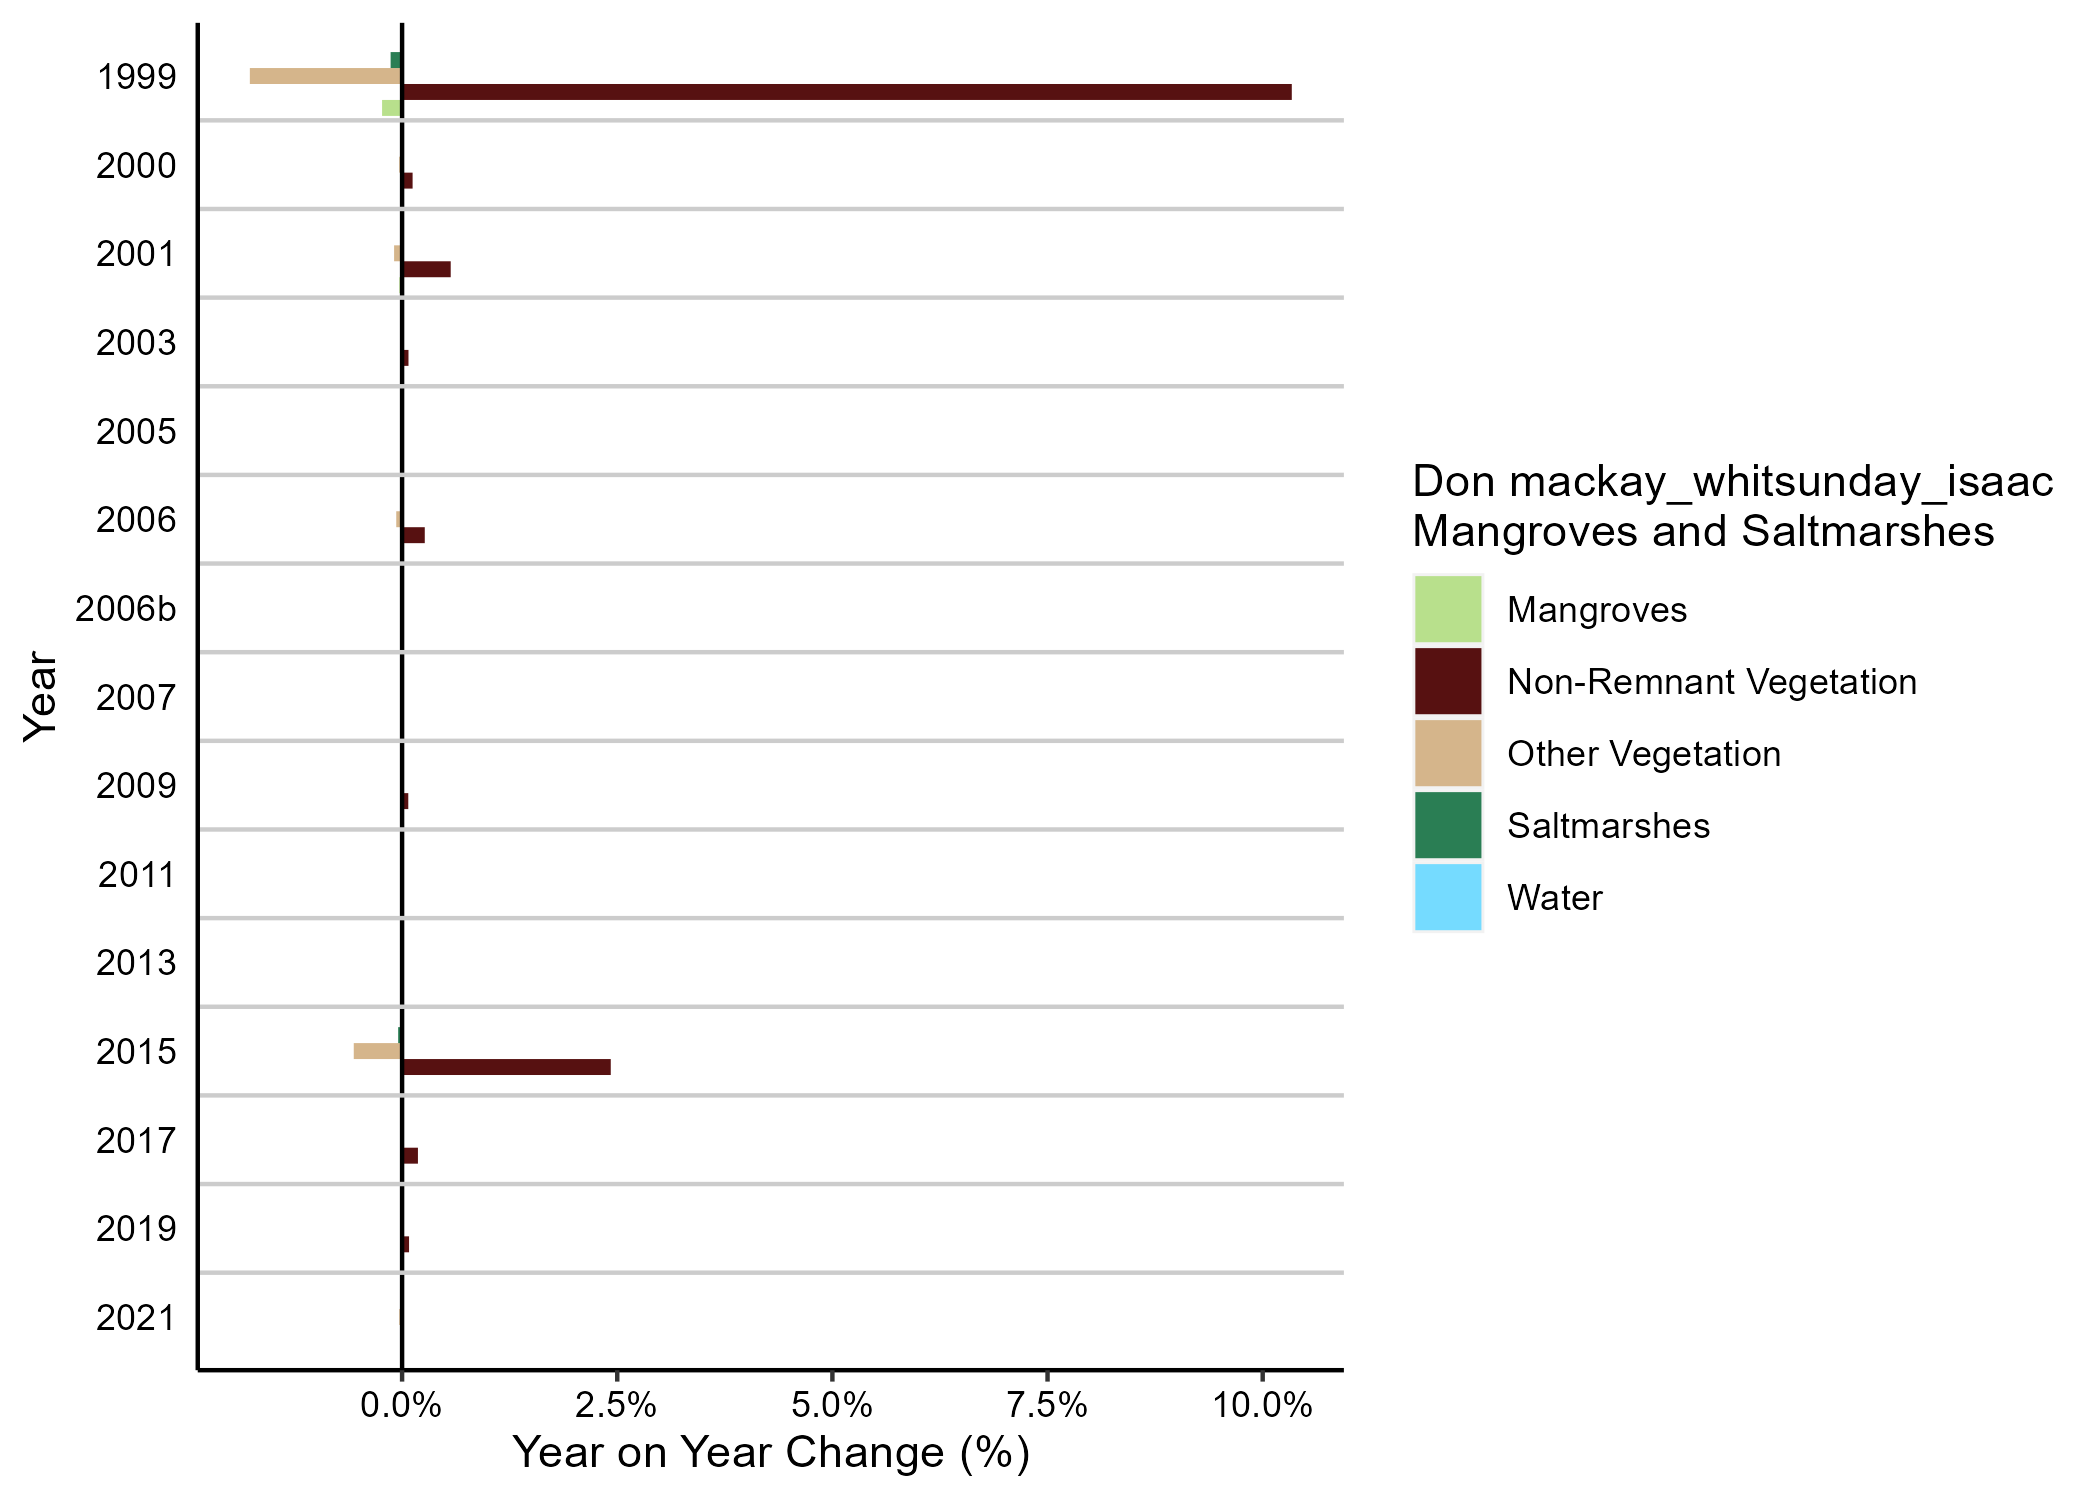 1999
2000
2001
2003
2005
2006
2006b
2007
2009
2011
2013
2015
2017
2019
2021
Year
0.0%
2.5%
5.0%
7.5%
10.0%
Year on Year Change (%)
Don mackay_whitsunday_isaac
Mangroves and Saltmarshes
Mangroves
Non-Remnant Vegetation
Other Vegetation
Saltmarshes
Water